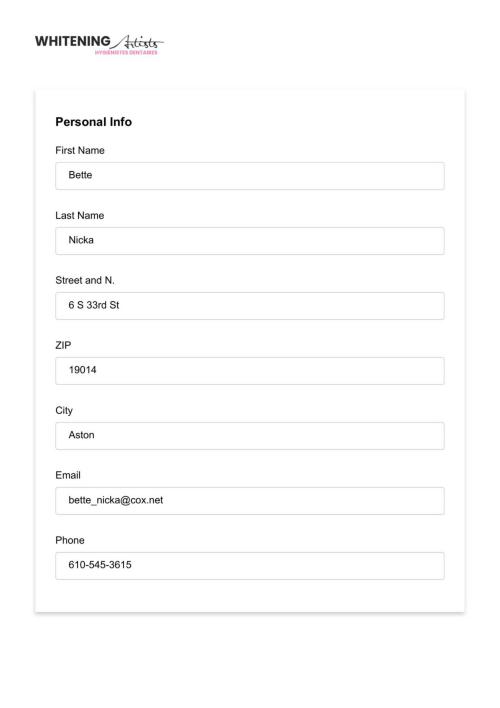 WHITENING Artists
HYGIÉNISTES DENTAIRES
Personal Info
First Name
Bette
Last Name
Nicka
Street and N.
6 S 33rd St
ZIP
19014
City
Aston
Email
bette_nicka@cox.net
Phone
610-545-3615